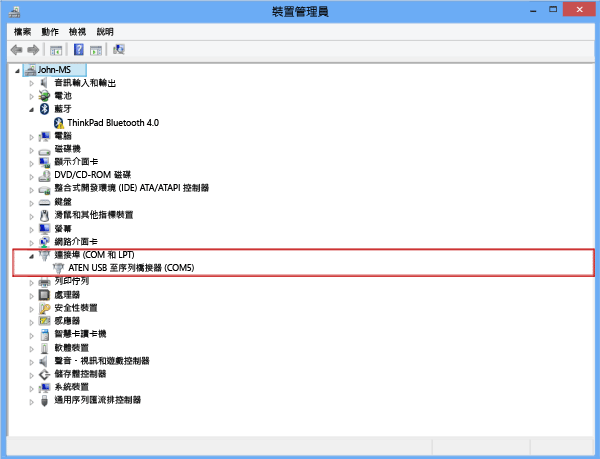 裝置管理員
檔案 動作 檢視 說明
John-MS
音訊輸入和輸出
電池
藍牙
ThinkPad Bluetooth 4.0
電腦
磁碟機
顯示介面卡
DVD/CD-ROM 磁碟
整合式開發環境 (IDE) ATA/ATAPI 控制器
鍵盤
滑鼠和其他指標裝置
螢幕
網路介面卡
連接埠 (COM 和 LPT)
ATEN USB 至序列橋接器 (COM5)
列印佇列
處理器
安全性裝置
感應器
智慧卡讀卡機
軟體裝置
聲音、視訊和遊戲控制器
儲存體控制器
系統裝置
通用序列匯流排控制器